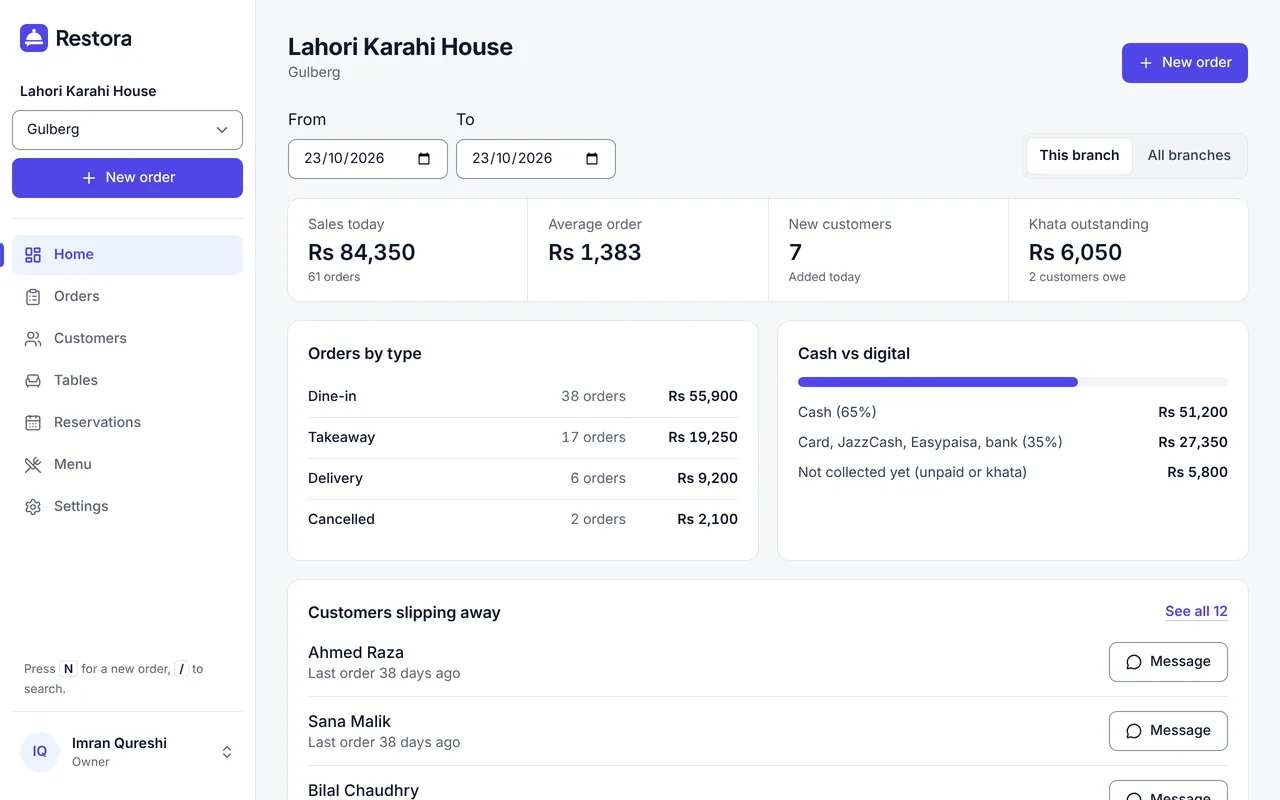 Restora
Lahori Karahi House
Gulberg
New order
Home
Orders
Customers
Tables
Reservations
Menu
Settings
Press N for a new order, / to
search.
IQ
Imran Qureshi
Owner
Lahori Karahi House
Gulberg
New order
From
To
23/10/2026
23/10/2026
This branch
All branches
Sales today
Rs 84,350
61 orders
Average order
Rs 1,383
New customers
7
Added today
Khata outstanding
Rs 6,050
2 customers owe
Orders by type
Dine-in 38 orders Rs 55,900
Takeaway 17 orders Rs 19,250
Delivery 6 orders Rs 9,200
Cancelled 2 orders Rs 2,100
Cash vs digital
Cash (65%) Rs 51,200
Card, JazzCash, Easypaisa, bank (35%) Rs 27,350
Not collected yet (unpaid or khata) Rs 5,800
Customers slipping away
See all 12
Ahmed Raza
Last order 38 days ago
Message
Sana Malik
Last order 38 days ago
Message
Bilal Chaudhry
Message